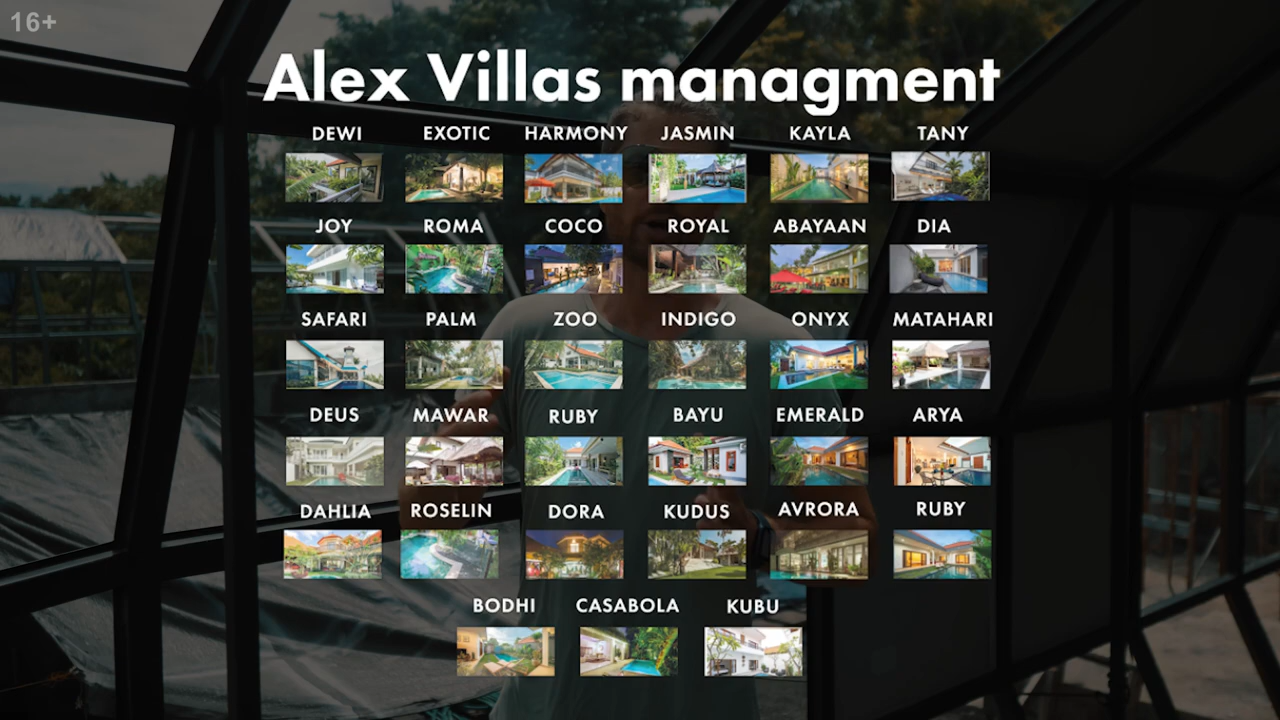 16+
Alex Villas managment
DEWI EXOTIC HARMONY JASMIN KAYLA TANY
JOY ROMA COCO ROYAL ABAYAAN DIA
SAFARI PALM ZOO INDIGO ONYX MATAHARI
DEUS MAWAR RUBY BAYU EMERALD ARYA
DAHLIA ROSELIN DORA KUDUS AVRORA RUBY
BODHI CASABOLA KUBU